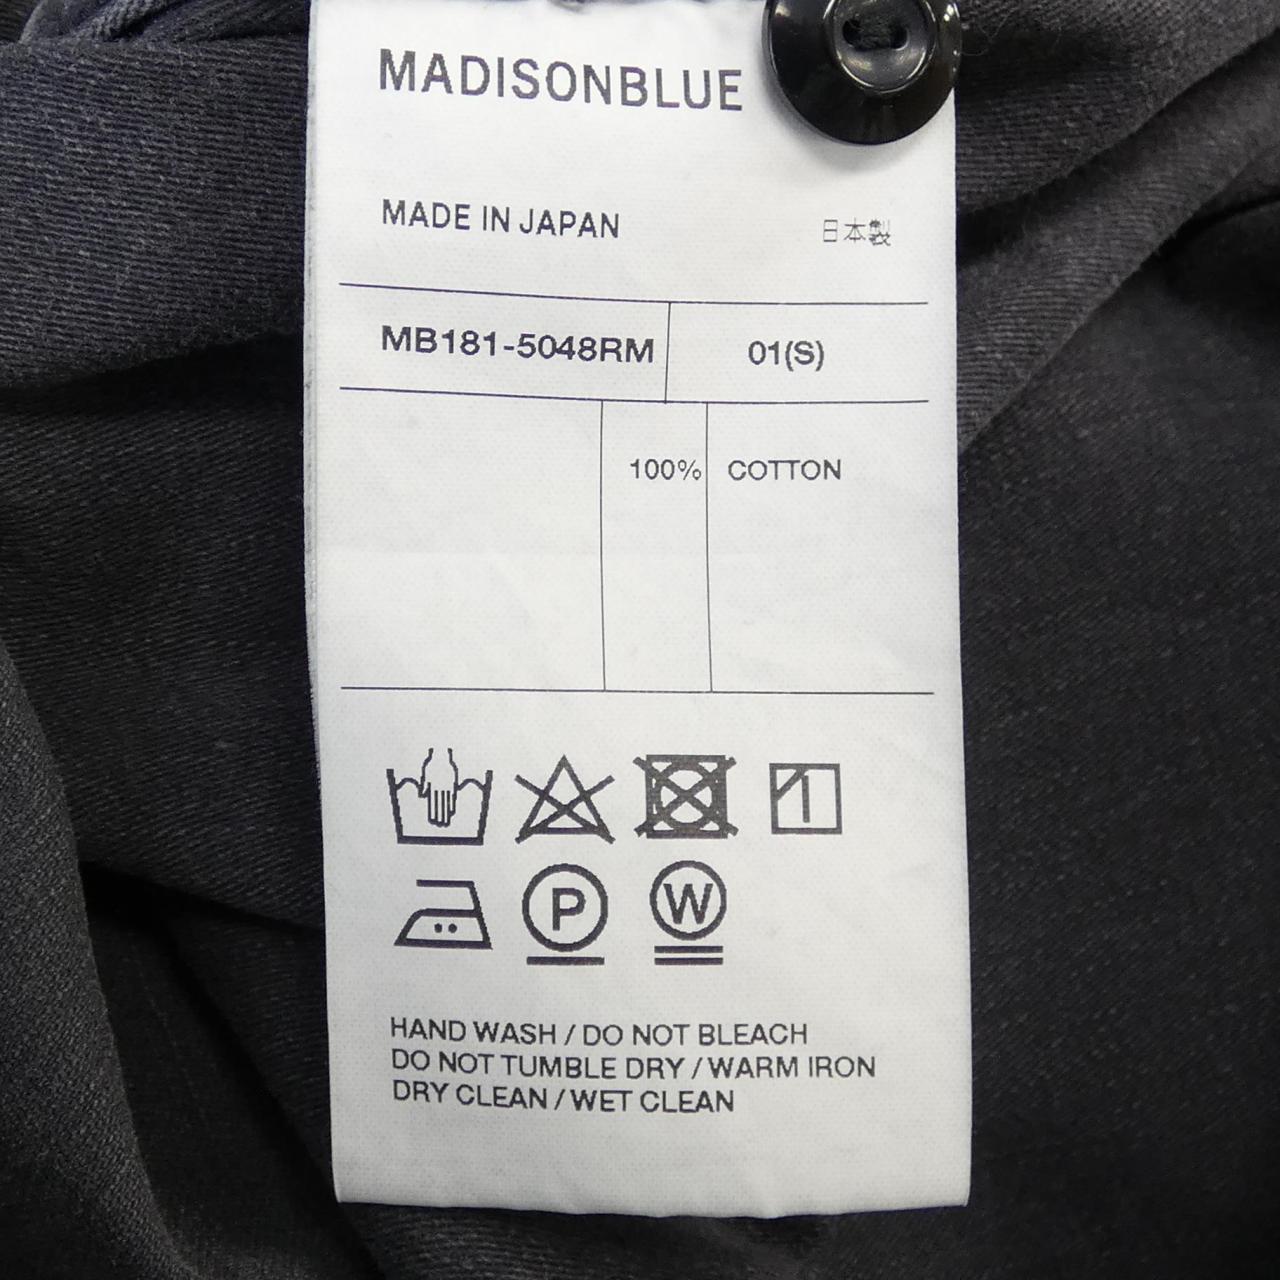 MADISONBLUE
MADE IN JAPAN 日本製
MB181-5048RM 01(S)
100% COTTON
P W
HAND WASH / DO NOT BLEACH
DO NOT TUMBLE DRY / WARM IRON
DRY CLEAN / WET CLEAN